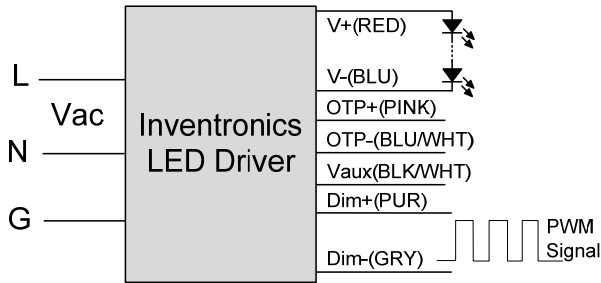 V+(RED)
L
V-(BLU)
Vac
OTP+(PINK)
Inventronics
LED Driver
OTP-(BLU/WHT)
N
Vaux(BLK/WHT)
Dim+(PUR)
G
PWM
Signal
Dim-(GRY)